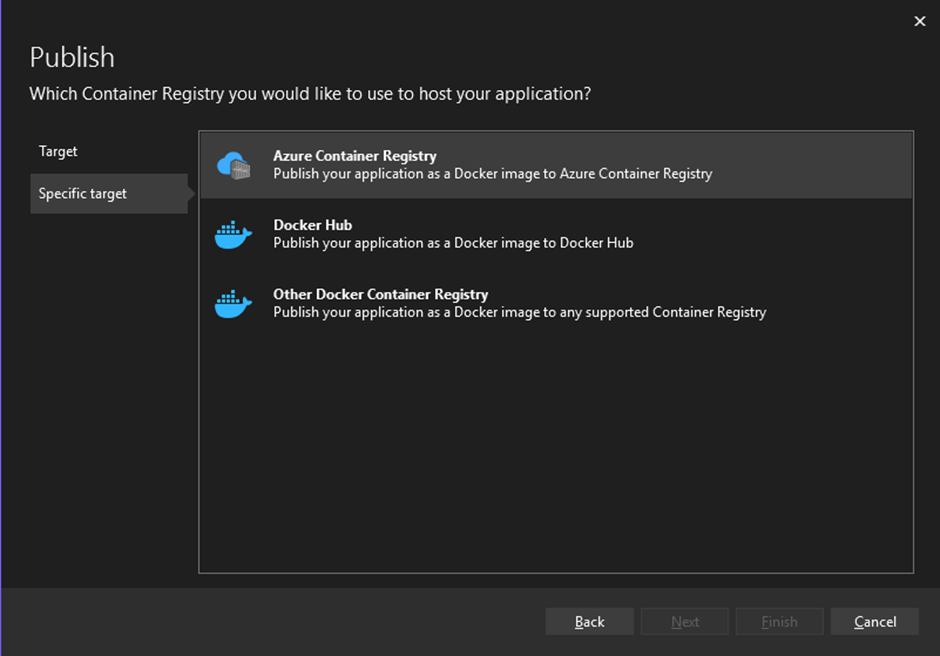 Publish
Which Container Registry you would like to use to host your application?
Target
Specific target
Azure Container Registry
Publish your application as a Docker image to Azure Container Registry
Docker Hub
Publish your application as a Docker image to Docker Hub
Other Docker Container Registry
Publish your application as a Docker image to any supported Container Registry
Back
Next
Finish
Cancel